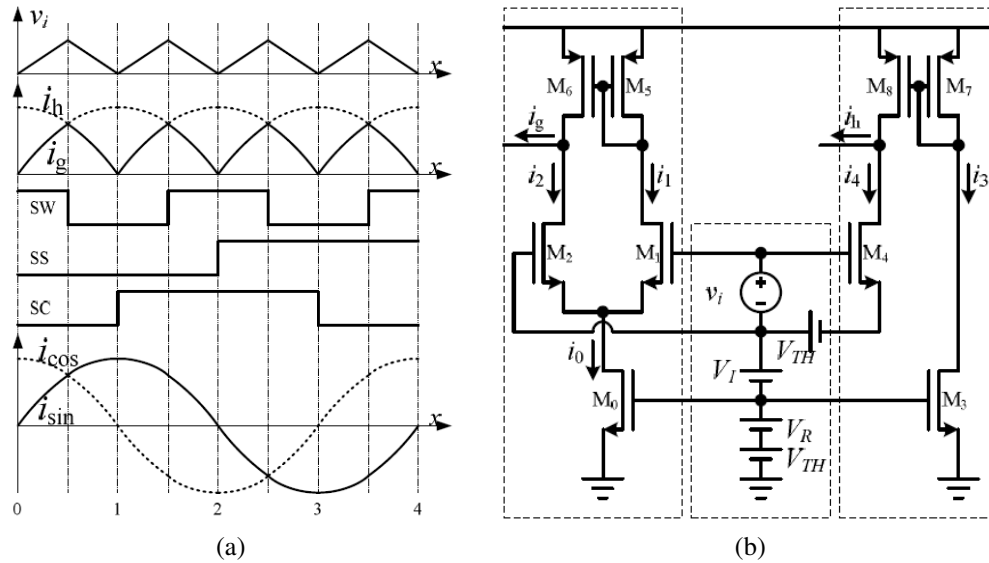 v_i
x
i_h
i_g
x
SW
SS
SC
i_cos
i_sin
x
0 1 2 3 4
(a)
M_6 M_5 M_8 M_7
i_g i_h
i_2 i_1 i_4 i_3
M_2 M_1 M_4
v_i
+
-
V_TH
i_0 V_I
M_0 M_3
V_R
V_TH
(b)